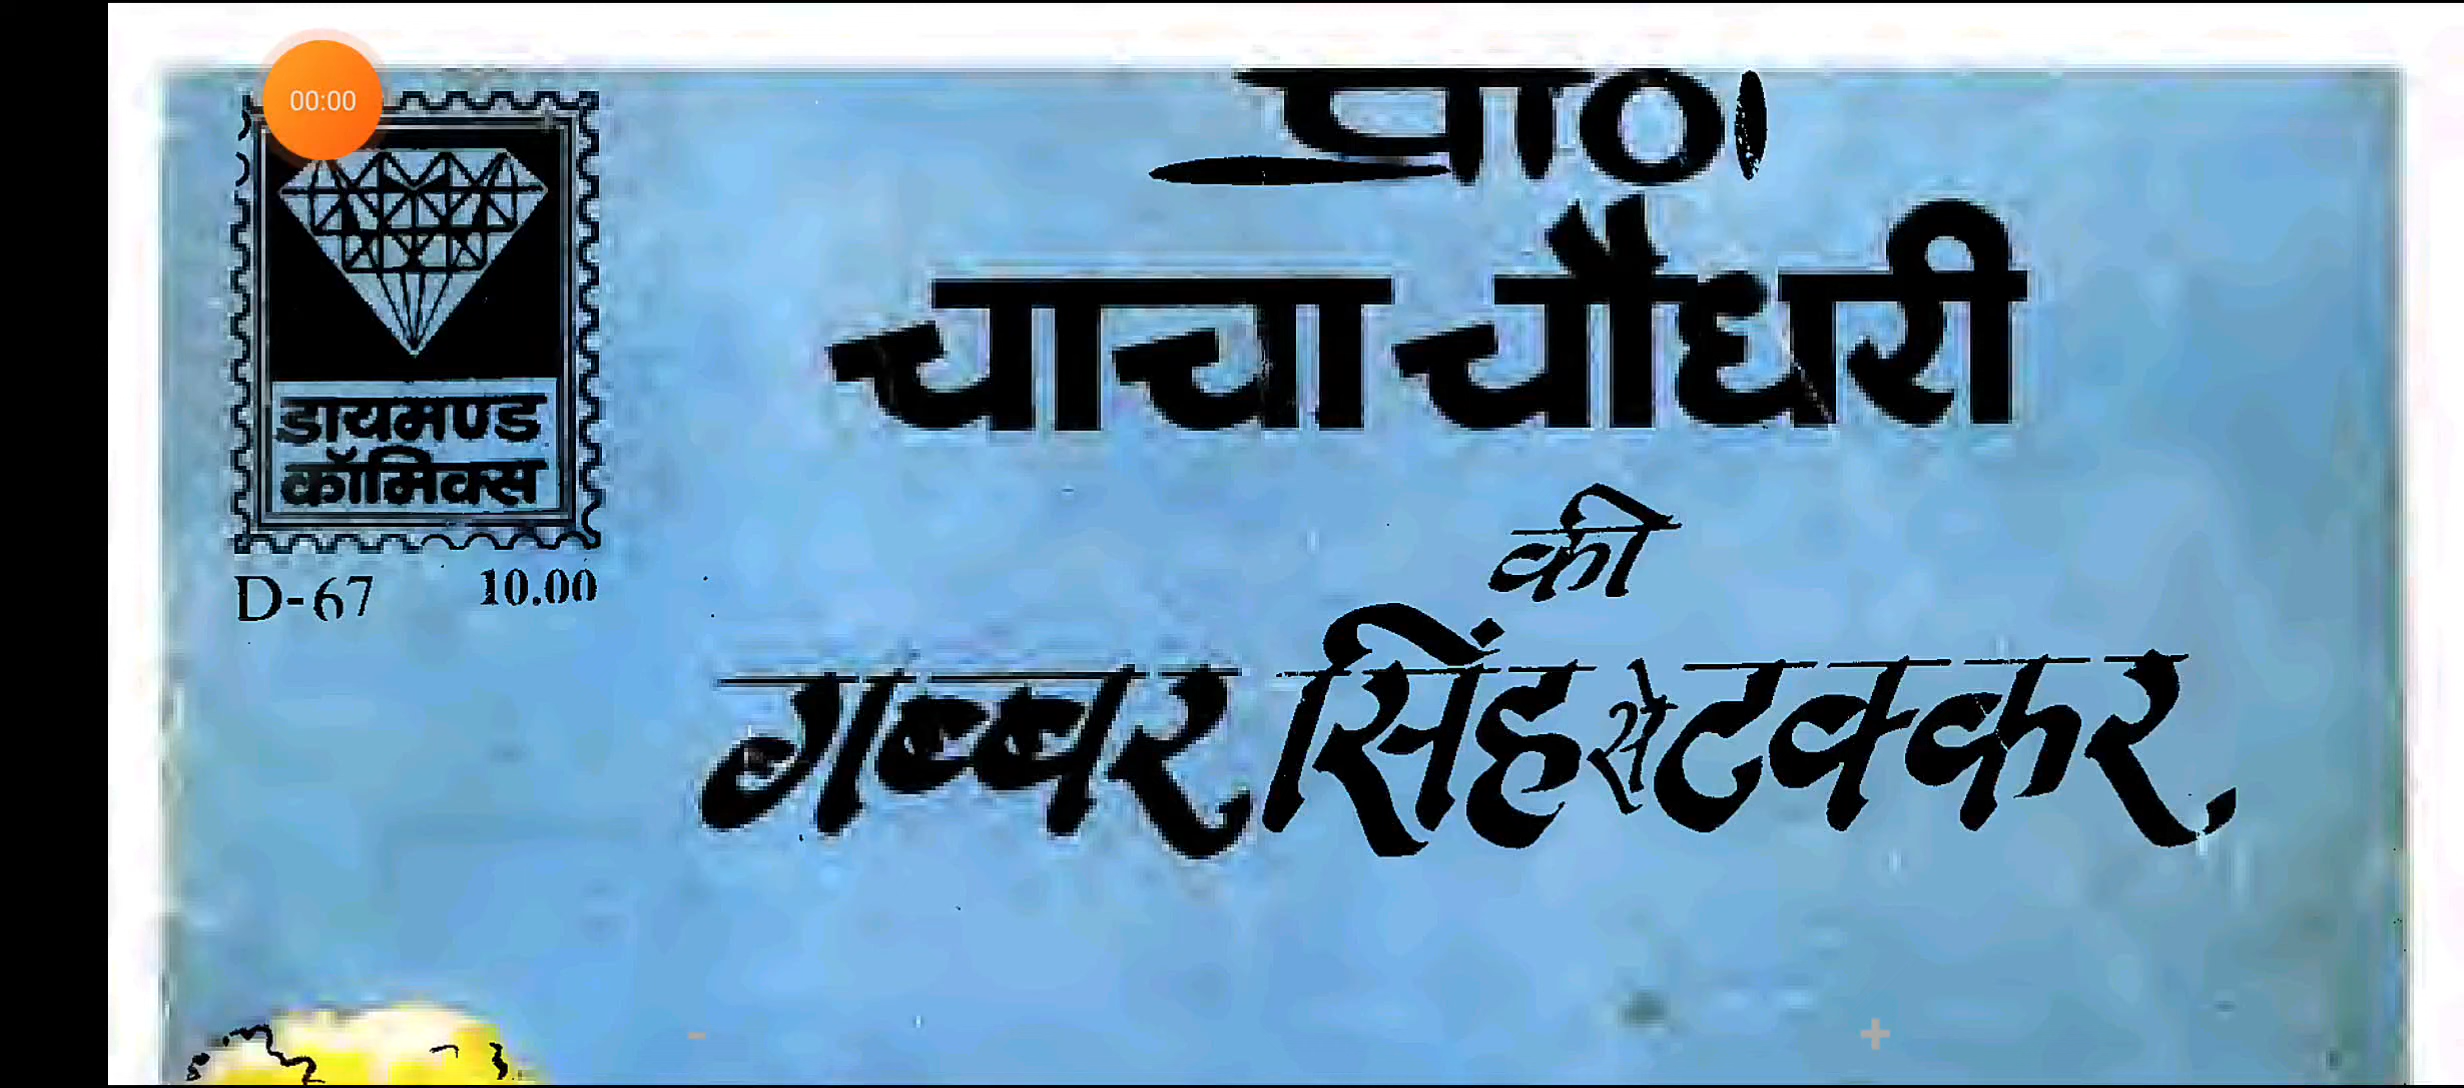 00:00
प्राण
चाचा चौधरी
की
गब्बर सिंह से टक्कर
डायमण्ड
कॉमिक्स
D-67 10.00